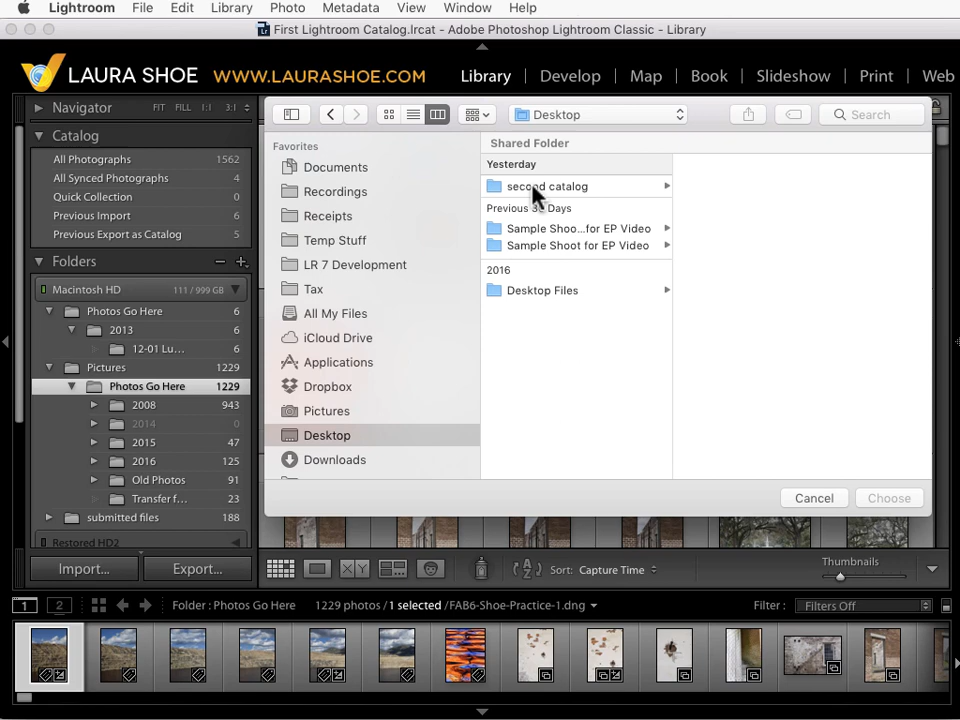 Lightroom File Edit Library Photo Metadata View Window Help
First Lightroom Catalog.lrcat - Adobe Photoshop Lightroom Classic - Library
LAURA SHOE WWW.LAURASHOE.COM Library Develop Map Book Slideshow Print Web
Navigator FIT FILL 1:1 3:1
Catalog
All Photographs 1562
All Synced Photographs 4
Quick Collection 0
Previous Import 6
Previous Export as Catalog 5
Folders
Macintosh HD 111 / 999 GB
Photos Go Here 6
2013 6
12-01 Lu... 6
Pictures 1229
Photos Go Here 1229
2008 943
2014 0
2015 47
2016 125
Old Photos 91
Transfer f... 23
submitted files 188
Restored HD2
Import... Export...
Desktop
Search
Favorites
Documents
Recordings
Receipts
Temp Stuff
LR 7 Development
Tax
All My Files
iCloud Drive
Applications
Dropbox
Pictures
Desktop
Downloads
Shared Folder
Yesterday
second catalog
Previous 30 Days
Sample Shoo...for EP Video
Sample Shoot for EP Video
2016
Desktop Files
Cancel Choose
XY Sort: Capture Time Thumbnails
1 2 Folder : Photos Go Here 1229 photos / 1 selected / FAB6-Shoe-Practice-1.dng Filter : Filters Off